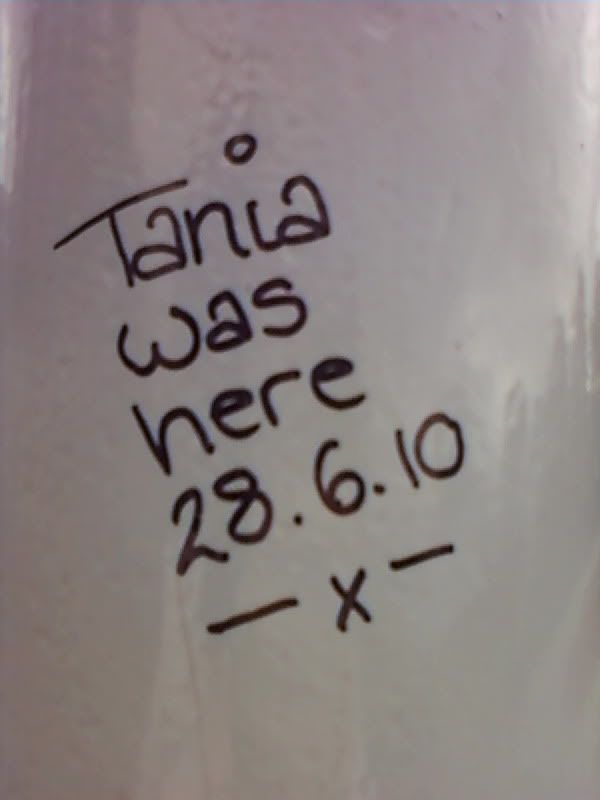 Tania
was
here
28.6.10
— x —